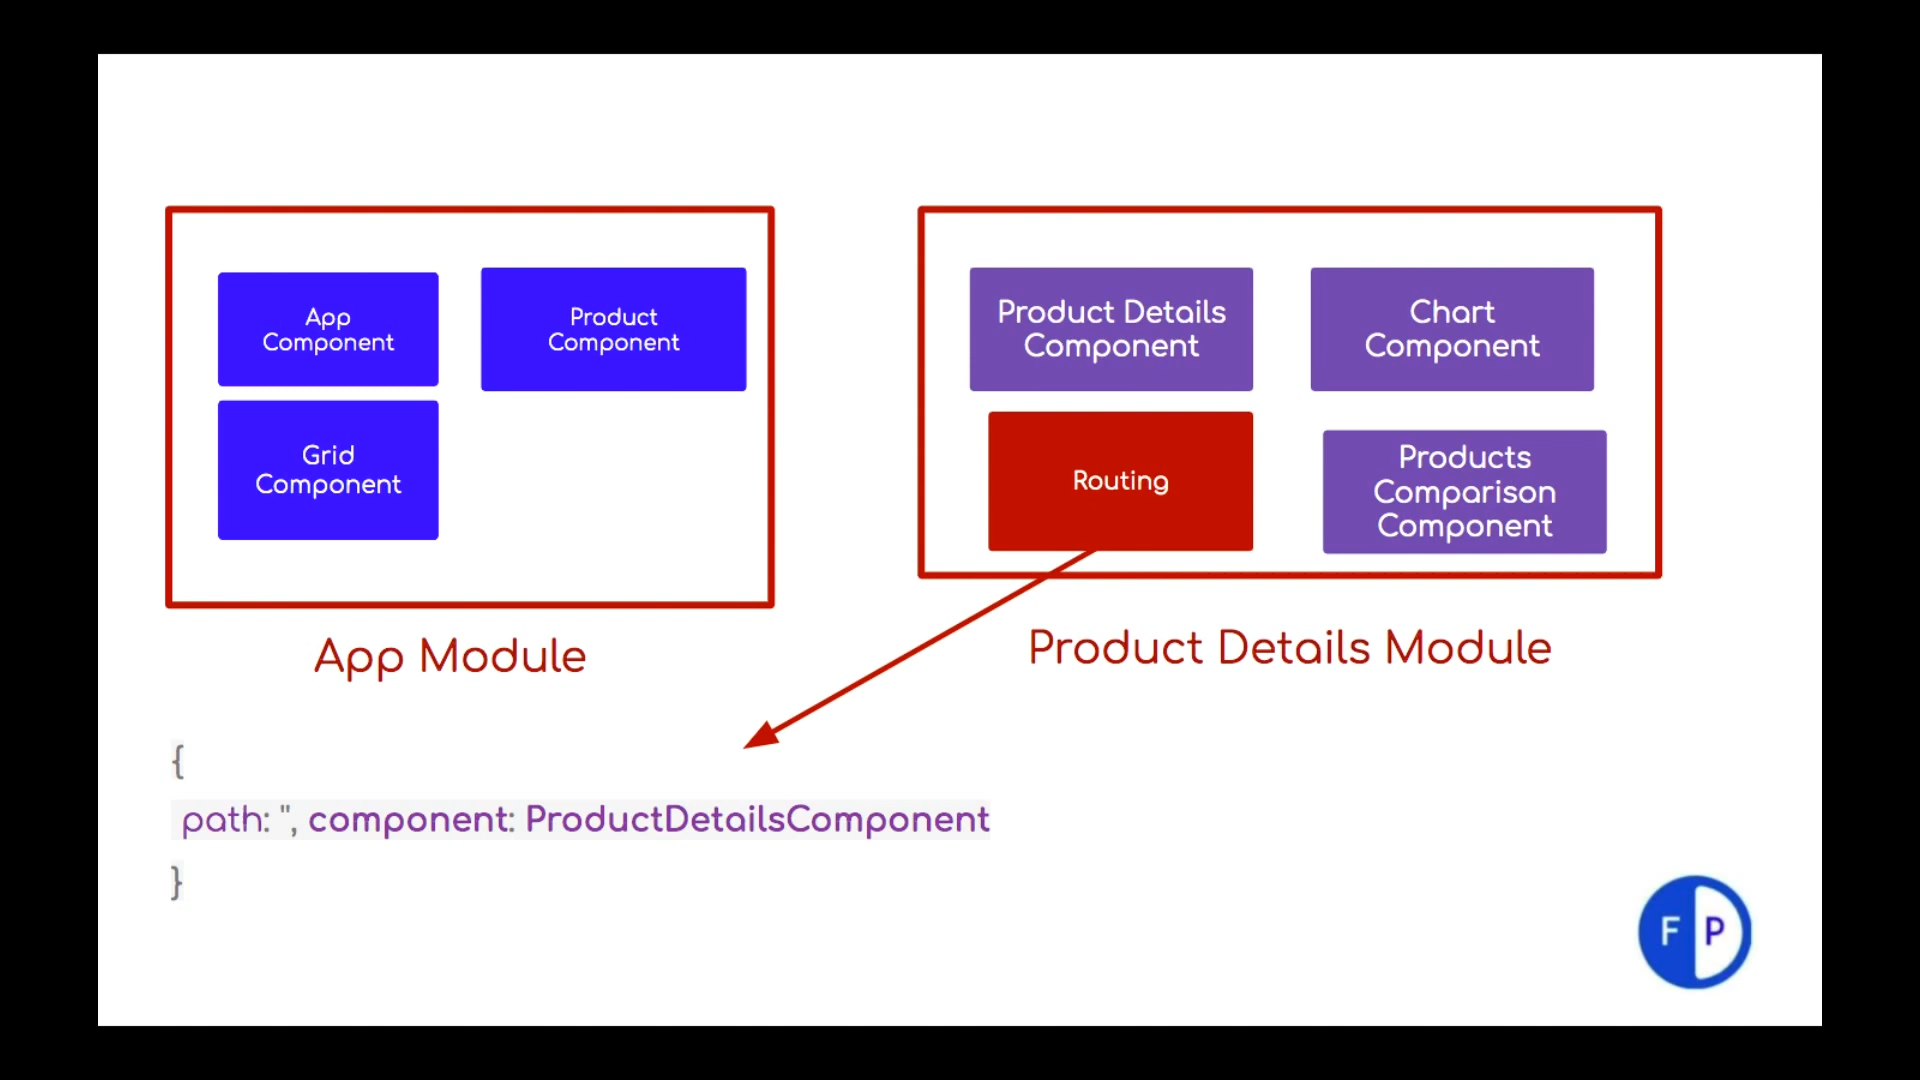 App
Component
Product
Component
Grid
Component
Product Details
Component
Chart
Component
Routing
Products
Comparison
Component
App Module
Product Details Module
{
path: '', component: ProductDetailsComponent
}
F P